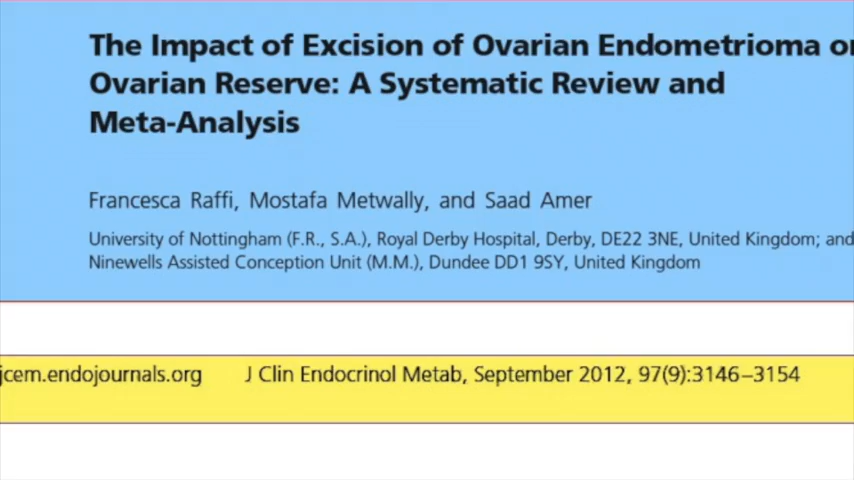 The Impact of Excision of Ovarian Endometrioma
Ovarian Reserve: A Systematic Review and
Meta-Analysis
Francesca Raffi, Mostafa Metwally, and Saad Amer
University of Nottingham (F.R., S.A.), Royal Derby Hospital, Derby, DE22 3NE, United Kingdom; and
Ninewells Assisted Conception Unit (M.M.), Dundee DD1 9SY, United Kingdom
jcem.endojournals.org J Clin Endocrinol Metab, September 2012, 97(9):3146–3154